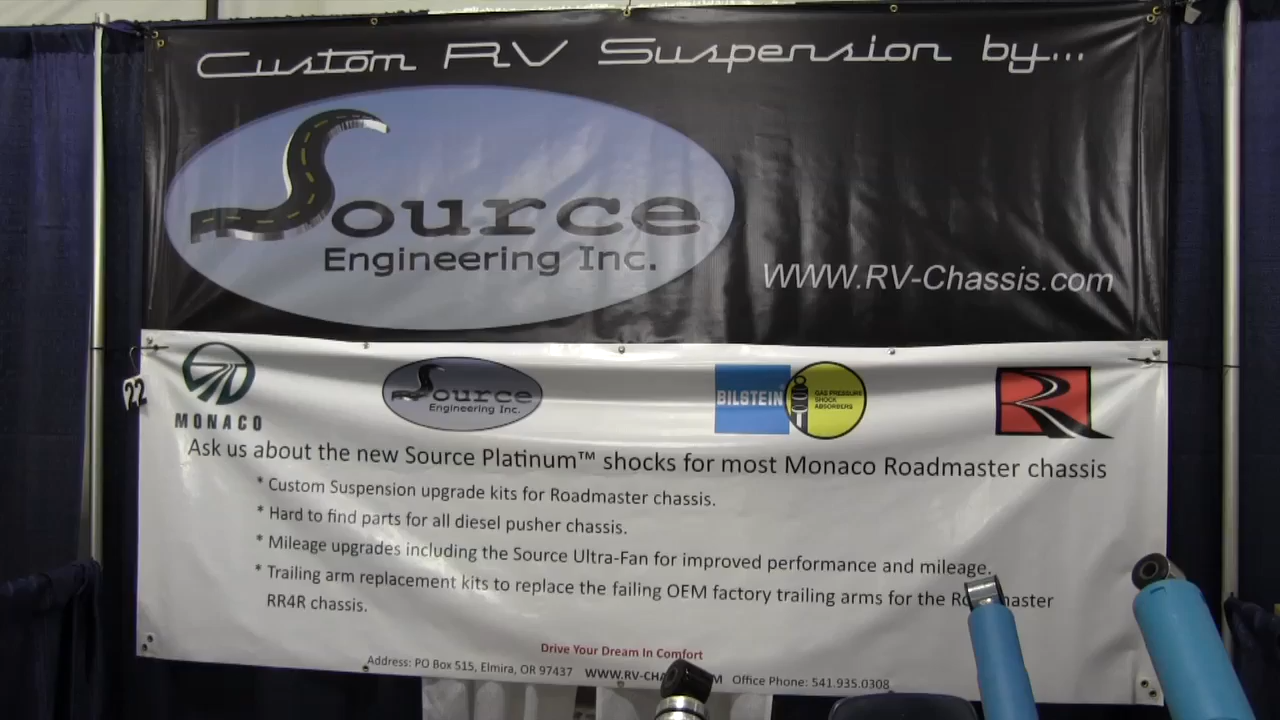 Custom RV Suspension by...
Source
Engineering Inc.
WWW.RV-Chassis.com
22
MONACO
Source
Engineering Inc.
BILSTEIN
GAS PRESSURE
SHOCK
ABSORBERS
R
Ask us about the new Source Platinum™ shocks for most Monaco Roadmaster chassis
* Custom Suspension upgrade kits for Roadmaster chassis.
* Hard to find parts for all diesel pusher chassis.
* Mileage upgrades including the Source Ultra-Fan for improved performance and mileage.
* Trailing arm replacement kits to replace the failing OEM factory trailing arms for the Roadmaster
RR4R chassis.
Drive Your Dream In Comfort
Address: PO Box 515, Elmira, OR 97437 WWW.RV-CHA M Office Phone: 541.935.0308